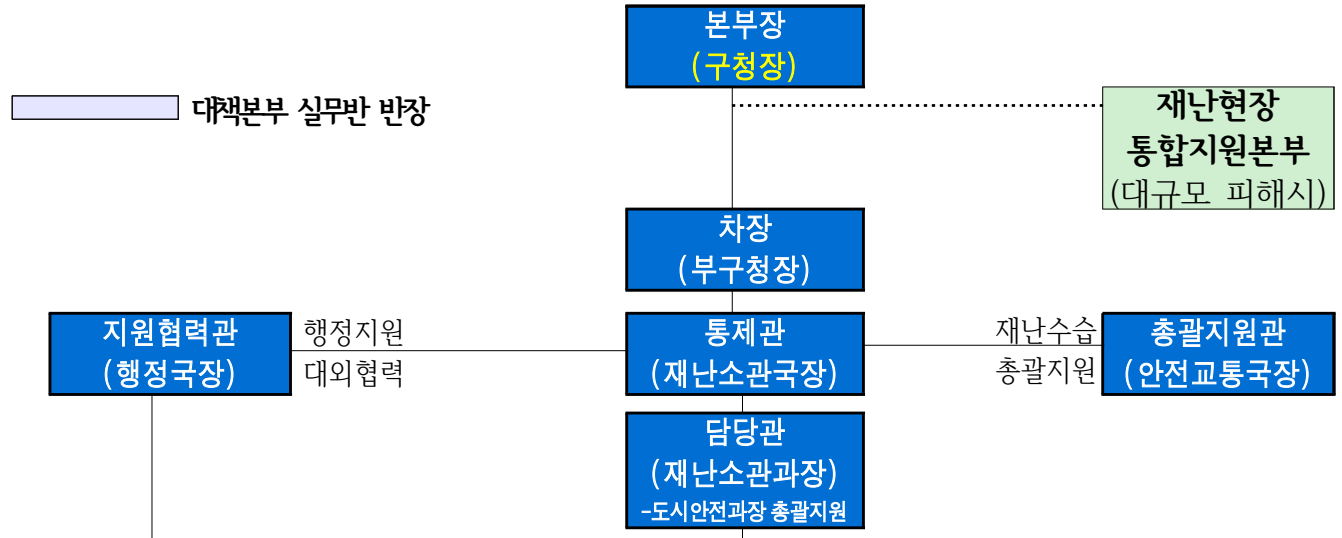 본부장
(구청장)
대책본부 실무반 반장
재난현장
통합지원본부
(대규모 피해시)
차장
(부구청장)
지원협력관
(행정국장)
행정지원
대외협력
통제관
(재난소관국장)
재난수습
총괄지원
총괄지원관
(안전교통국장)
담당관
(재난소관과장)
-도시안전과장 총괄지원